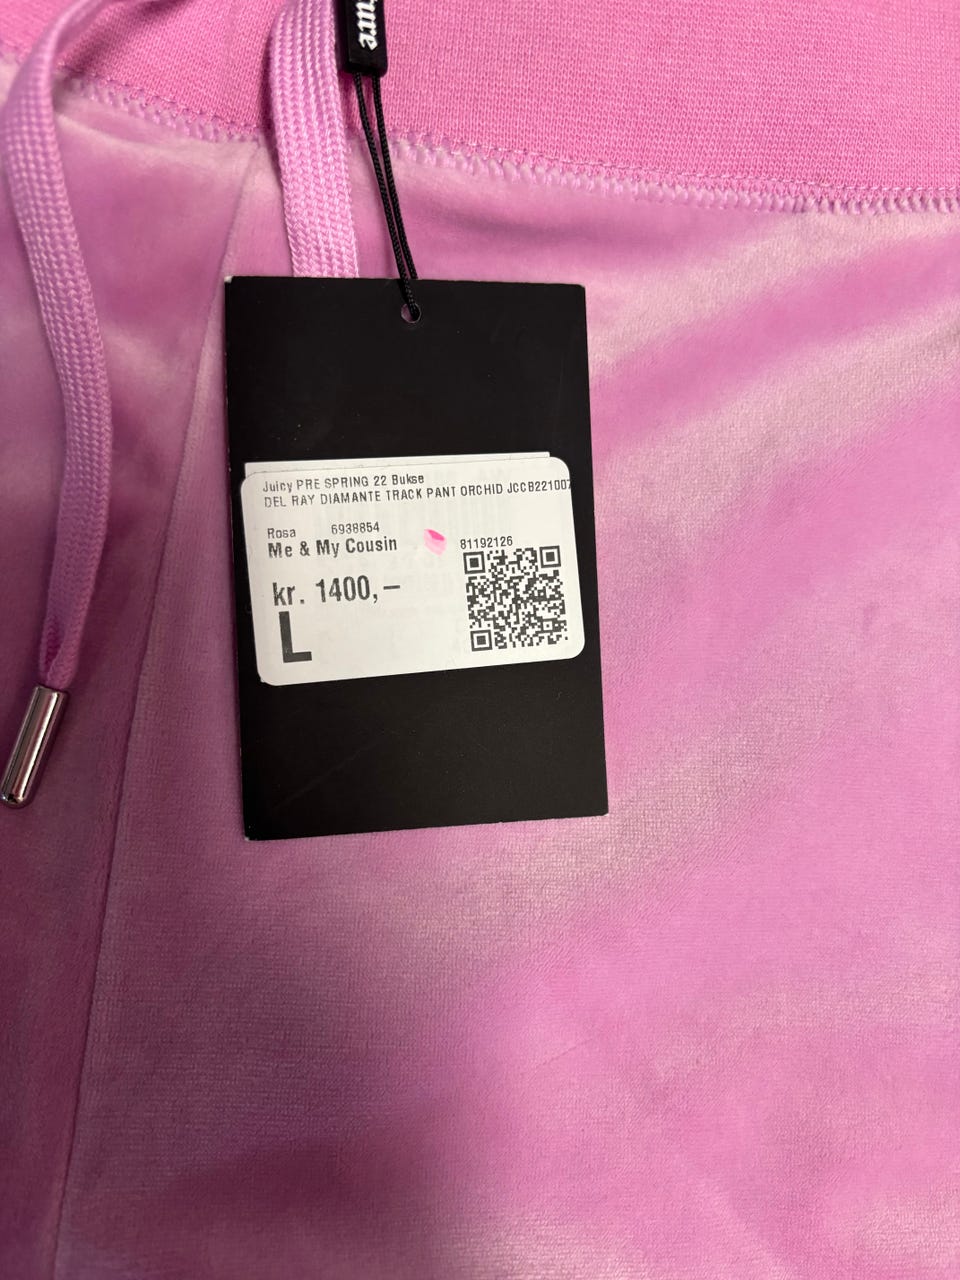 ture
Juicy PRE SPRING 22 Bukse
DEL RAY DIAMANTE TRACK PANT ORCHID JCCB221007
Rosa 6938854
Me & My Cousin
81192126
kr. 1400,-
L